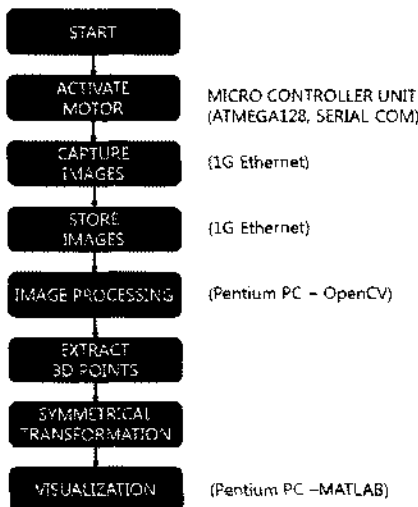 START
ACTIVATE
MOTOR
MICRO CONTROLLER UNIT
(ATMEGA128, SERIAL COM)
CAPTURE
IMAGES
(1G Ethernet)
STORE
IMAGES
(1G Ethernet)
IMAGE PROCESSING
(Pentium PC – OpenCV)
EXTRACT
3D POINTS
SYMMETRICAL
TRANSFORMATION
VISUALIZATION
(Pentium PC –MATLAB)